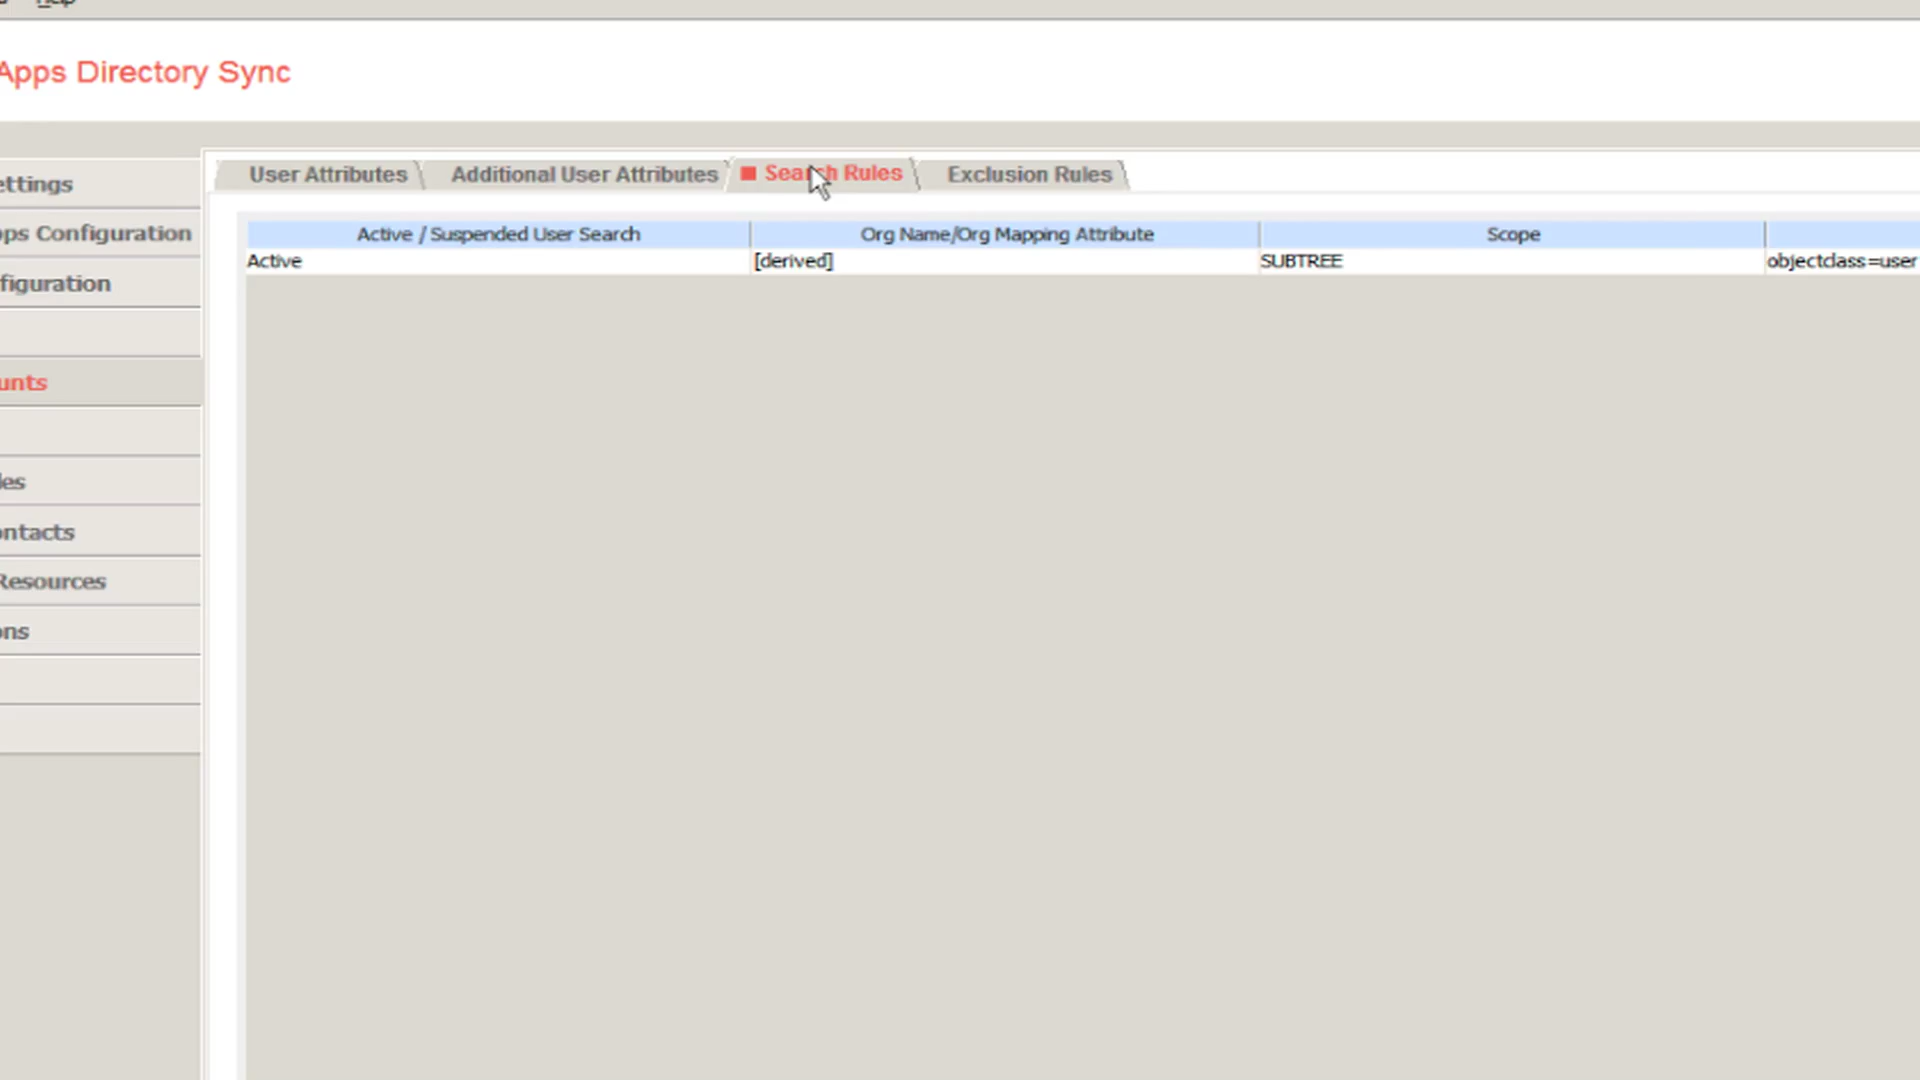 Apps Directory Sync
User Attributes
Additional User Attributes
Search Rules
Exclusion Rules
ettings
ps Configuration
figuration
unts
les
ontacts
Resources
ons
Active / Suspended User Search
Org Name/Org Mapping Attribute
Scope
Active
[derived]
SUBTREE
objectclass=user